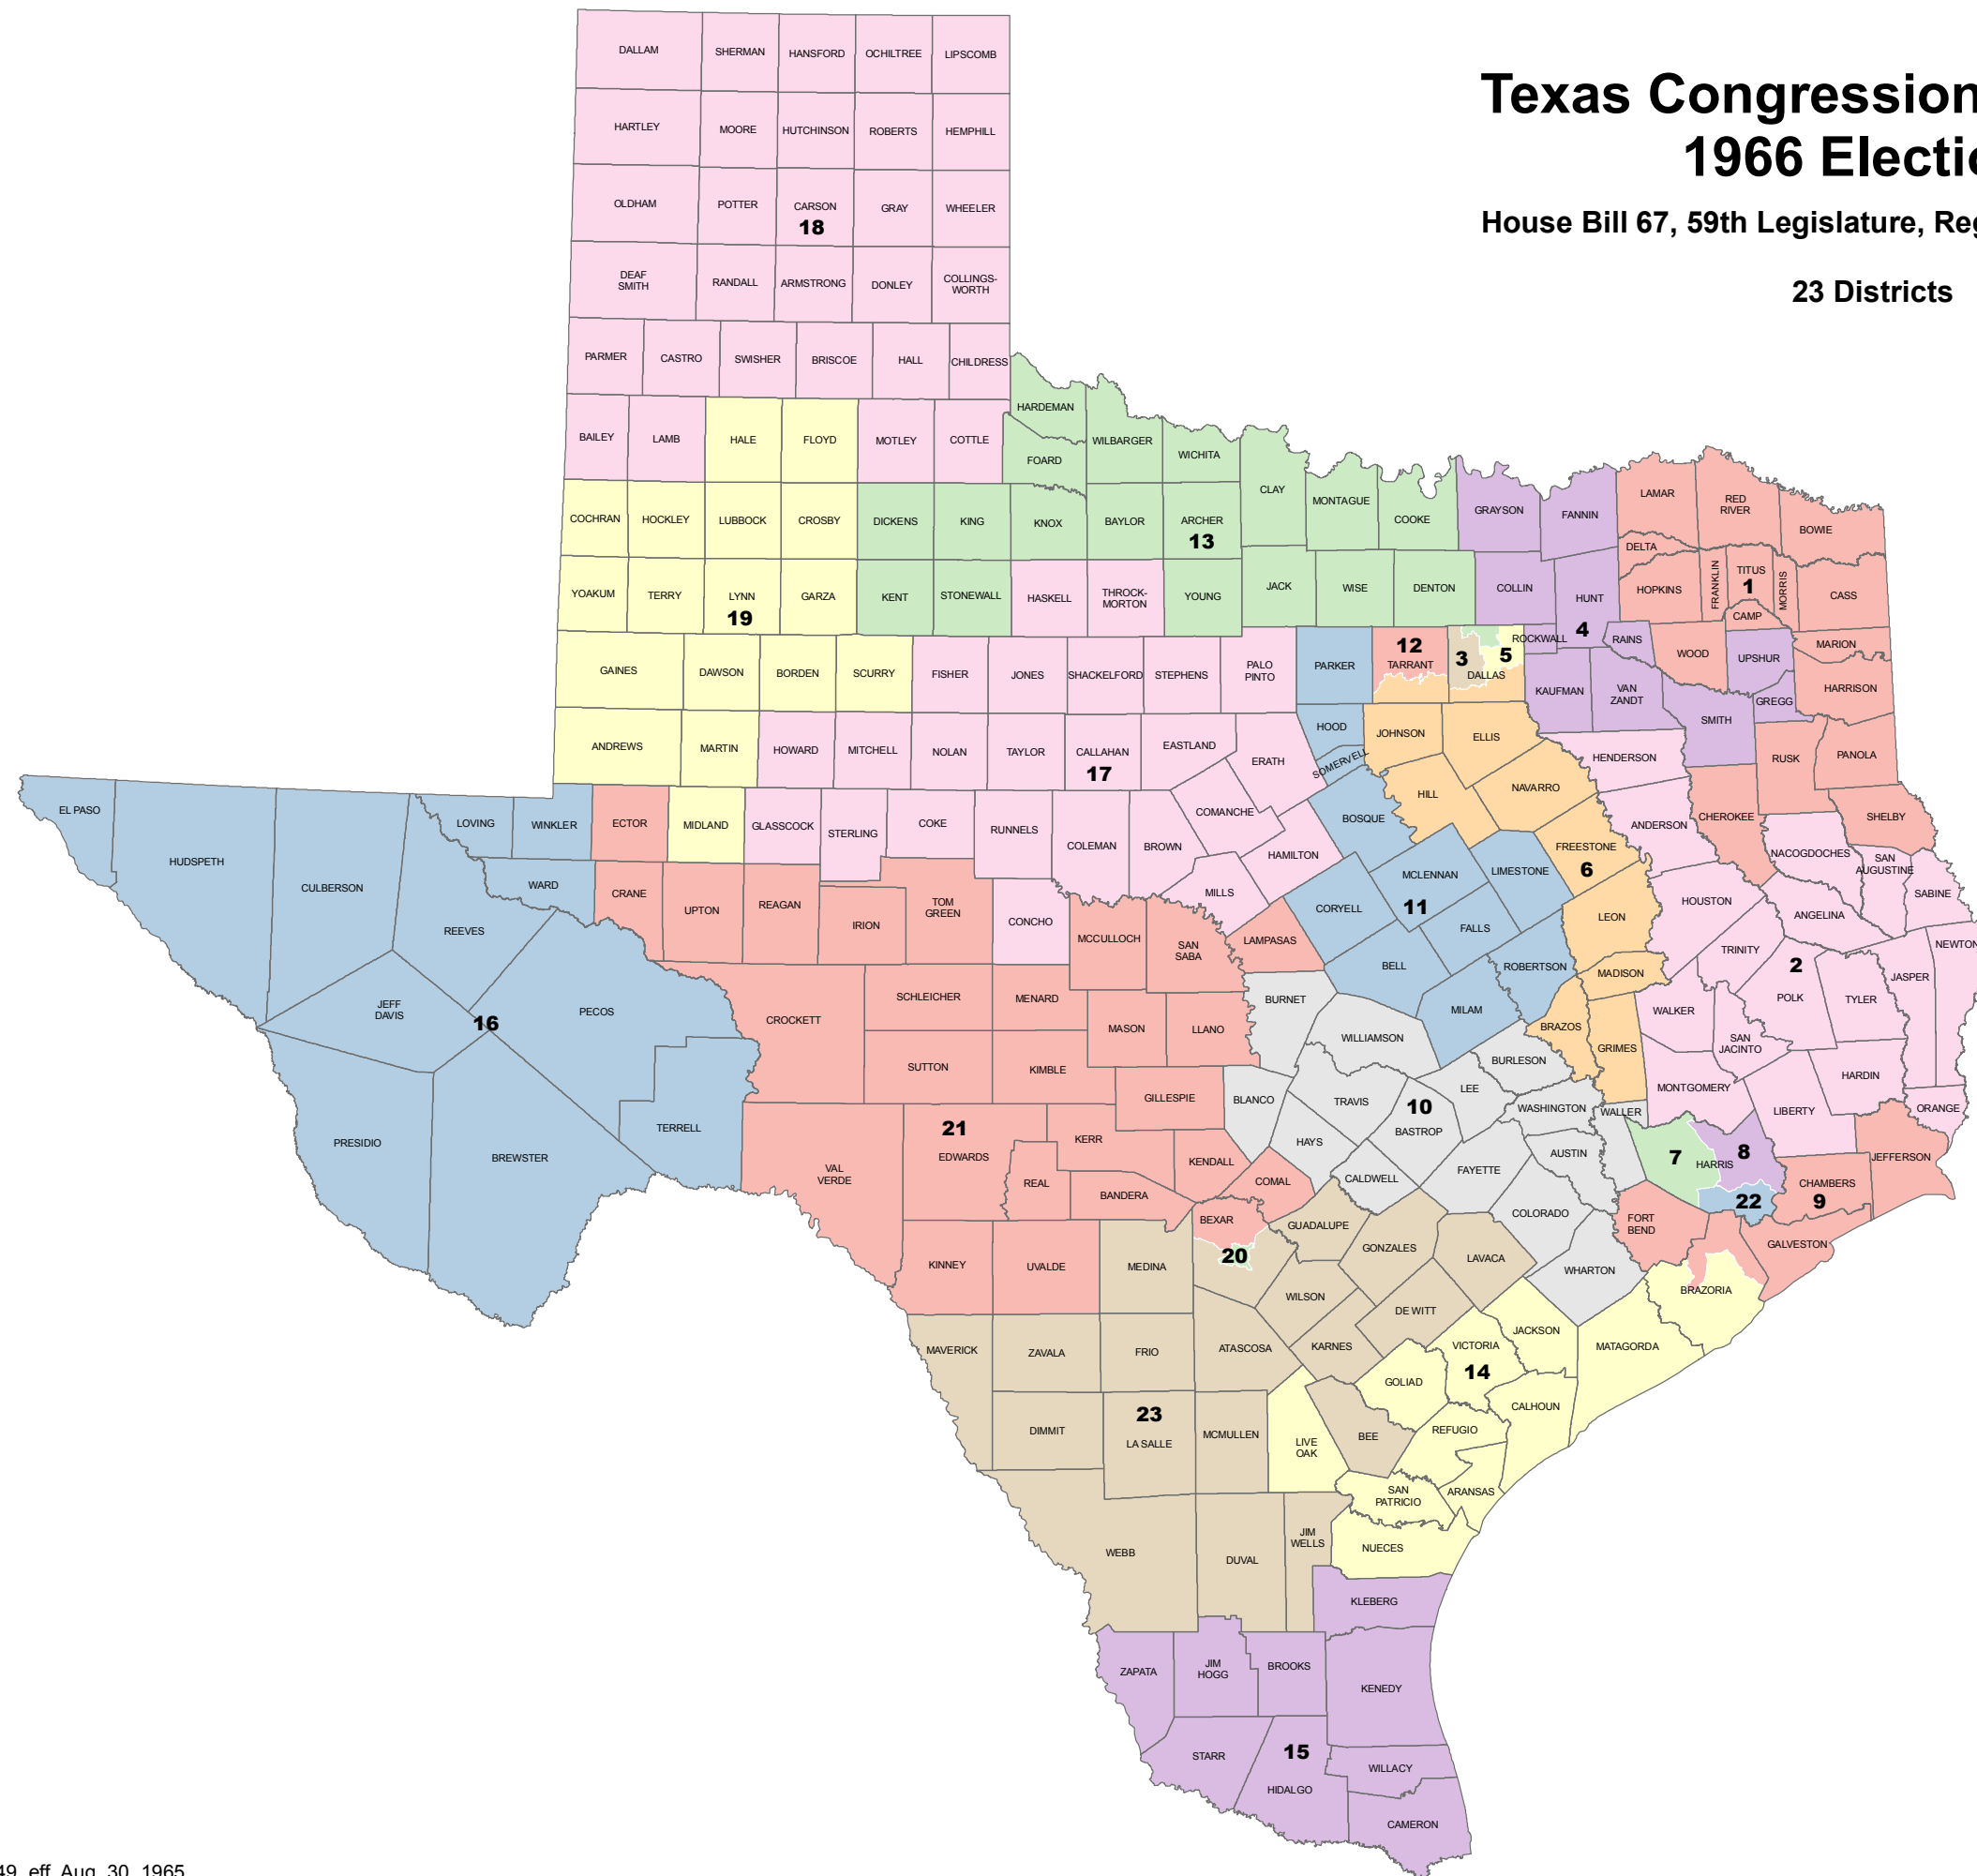 Texas Congression
1966 Electio
House Bill 67, 59th Legislature, Reg
23 Districts
DALLAM
SHERMAN
HANSFORD
OCHILTREE
LIPSCOMB
HARTLEY
MOORE
HUTCHINSON
ROBERTS
HEMPHILL
OLDHAM
POTTER
CARSON
18
GRAY
WHEELER
DEAF
SMITH
RANDALL
ARMSTRONG
DONLEY
COLLINGS-
WORTH
PARMER
CASTRO
SWISHER
BRISCOE
HALL
CHILDRESS
BAILEY
LAMB
HALE
FLOYD
MOTLEY
COTTLE
HARDEMAN
FOARD
WILBARGER
WICHITA
COCHRAN
HOCKLEY
LUBBOCK
CROSBY
DICKENS
KING
KNOX
BAYLOR
ARCHER
13
CLAY
MONTAGUE
COOKE
GRAYSON
FANNIN
LAMAR
RED
RIVER
BOWIE
DELTA
YOAKUM
TERRY
LYNN
19
GARZA
KENT
STONEWALL
HASKELL
THROCK-
MORTON
YOUNG
JACK
WISE
DENTON
COLLIN
HUNT
4
HOPKINS
FRANKLIN
TITUS
1
MORRIS
CAMP
CASS
GAINES
DAWSON
BORDEN
SCURRY
FISHER
JONES
SHACKELFORD
STEPHENS
PALO
PINTO
PARKER
12
TARRANT
3
5
DALLAS
ROCKWALL
RAINS
WOOD
UPSHUR
MARION
KAUFMAN
VAN
ZANDT
SMITH
GREGG
HARRISON
ANDREWS
MARTIN
HOWARD
MITCHELL
NOLAN
TAYLOR
CALLAHAN
17
EASTLAND
ERATH
HOOD
SOMERVELL
JOHNSON
ELLIS
HENDERSON
RUSK
PANOLA
HILL
NAVARRO
EL PASO
HUDSPETH
CULBERSON
LOVING
WINKLER
ECTOR
MIDLAND
GLASSCOCK
STERLING
COKE
RUNNELS
COLEMAN
BROWN
COMANCHE
HAMILTON
BOSQUE
ANDERSON
CHEROKEE
SHELBY
FREESTONE
6
NACOGDOCHES
SAN
AUGUSTINE
SABINE
REEVES
WARD
CRANE
UPTON
REAGAN
IRION
TOM
GREEN
CONCHO
MILLS
MCLENNAN
11
LIMESTONE
CORYELL
FALLS
LEON
HOUSTON
ANGELINA
MCCULLOCH
SAN
SABA
LAMPASAS
BELL
ROBERTSON
MADISON
TRINITY
2
POLK
TYLER
JASPER
NEWTON
JEFF
DAVIS
16
PECOS
CROCKETT
SCHLEICHER
MENARD
MASON
LLANO
BURNET
MILAM
BRAZOS
WALKER
SAN
JACINTO
WILLIAMSON
SUTTON
KIMBLE
BURLESON
GRIMES
MONTGOMERY
HARDIN
LIBERTY
ORANGE
GILLESPIE
BLANCO
TRAVIS
10
BASTROP
LEE
WASHINGTON
WALLER
PRESIDIO
BREWSTER
TERRELL
VAL
VERDE
21
EDWARDS
KERR
KENDALL
HAYS
CALDWELL
FAYETTE
AUSTIN
7
HARRIS
8
22
JEFFERSON
CHAMBERS
9
REAL
BANDERA
COMAL
BEXAR
20
GUADALUPE
GONZALES
LAVACA
COLORADO
FORT
BEND
GALVESTON
KINNEY
UVALDE
MEDINA
WILSON
DE WITT
WHARTON
BRAZORIA
MAVERICK
ZAVALA
FRIO
ATASCOSA
KARNES
VICTORIA
14
JACKSON
MATAGORDA
GOLIAD
CALHOUN
DIMMIT
23
LA SALLE
MCMULLEN
LIVE
OAK
BEE
REFUGIO
SAN
PATRICIO
ARANSAS
WEBB
DUVAL
JIM
WELLS
NUECES
KLEBERG
ZAPATA
JIM
HOGG
BROOKS
KENEDY
STARR
15
HIDALGO
WILLACY
CAMERON
49, eff. Aug. 30, 1965